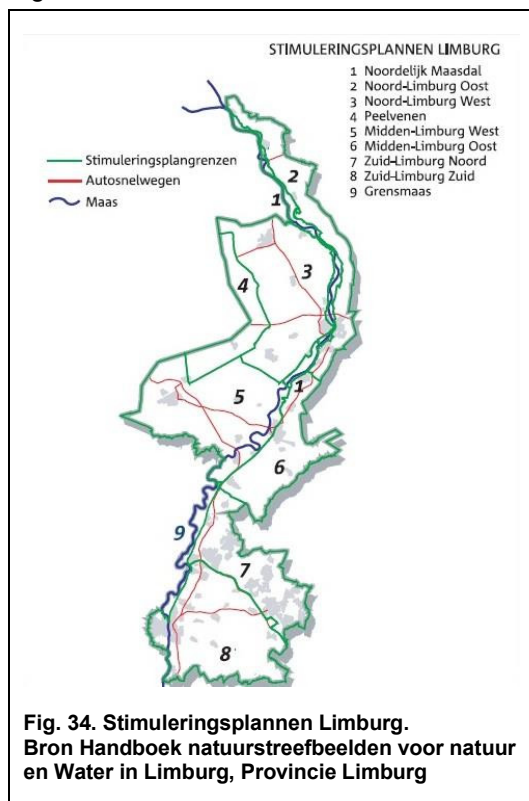 STIMULERINGSPLANNEN LIMBURG
1 Noordelijk Maasdal
2 Noord-Limburg Oost
3 Noord-Limburg West
4 Peelvenen
5 Midden-Limburg West
6 Midden-Limburg Oost
7 Zuid-Limburg Noord
8 Zuid-Limburg Zuid
9 Grensmaas
Stimuleringsplangrenzen
Autosnelwegen
Maas
2
1
3
4
1
5
6
9
7
8
Fig. 34. Stimuleringsplannen Limburg.
Bron Handboek natuurstreefbeelden voor natuur
en Water in Limburg, Provincie Limburg